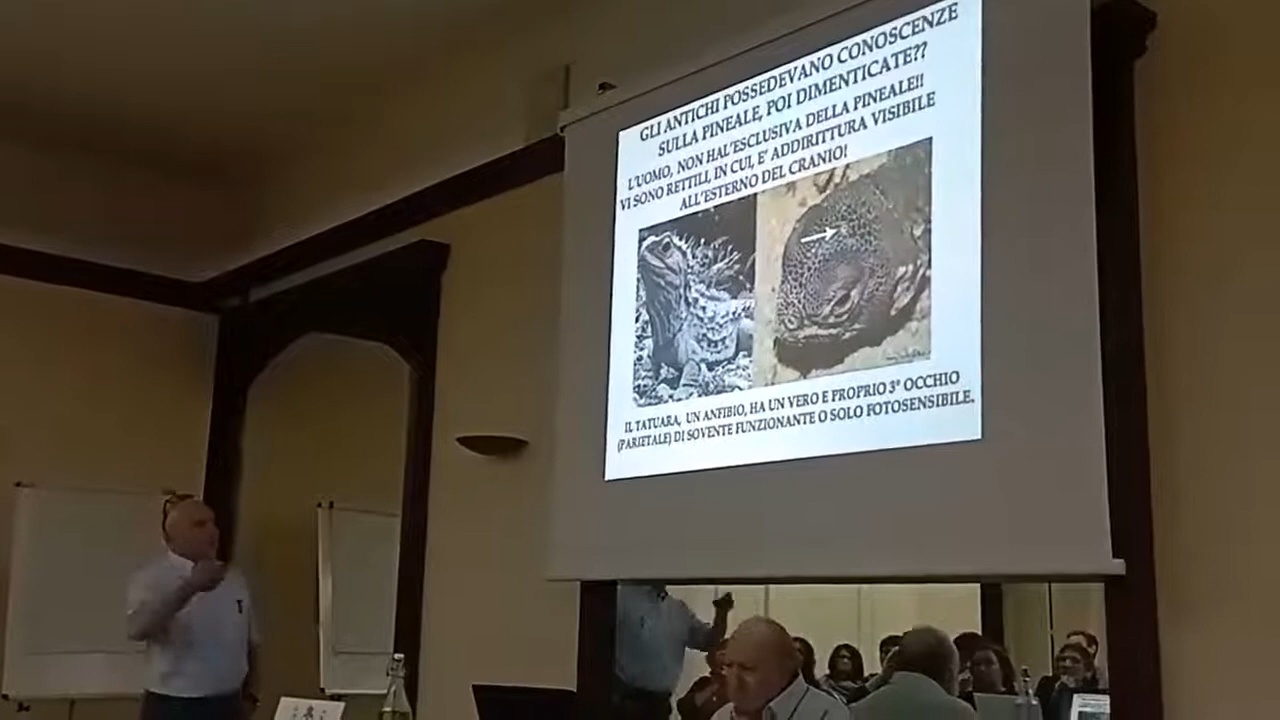 GLI ANTICHI POSSEDEVANO CONOSCENZE
SULLA PINEALE, POI DIMENTICATE??
L'UOMO, NON HAL'ESCLUSIVA DELLA PINEALE!!
VI SONO RETTILI, IN CUI, E' ADDIRITTURA VISIBILE
ALL'ESTERNO DEL CRANIO!
IL TATUARA, UN ANFIBIO, HA UN VERO E PROPRIO 3° OCCHIO
(PARIETALE) DI SOVENTE FUNZIONANTE O SOLO FOTOSENSIBILE.